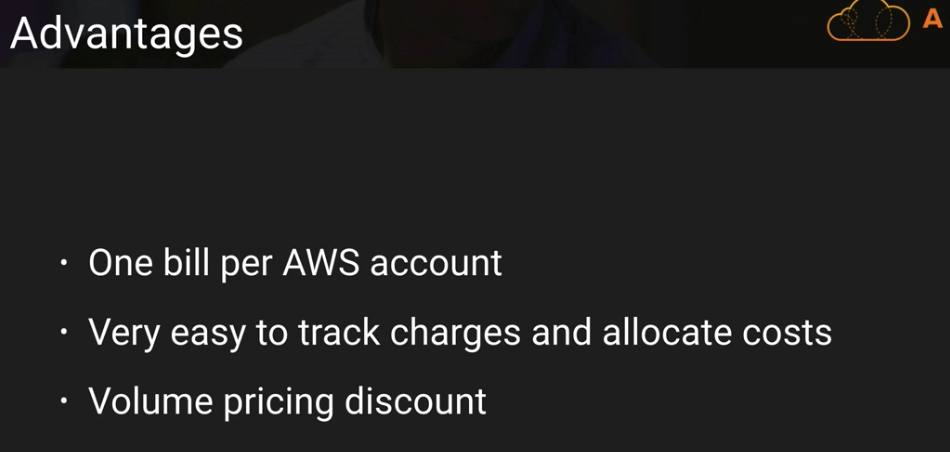 Advantages
A
• One bill per AWS account
• Very easy to track charges and allocate costs
• Volume pricing discount